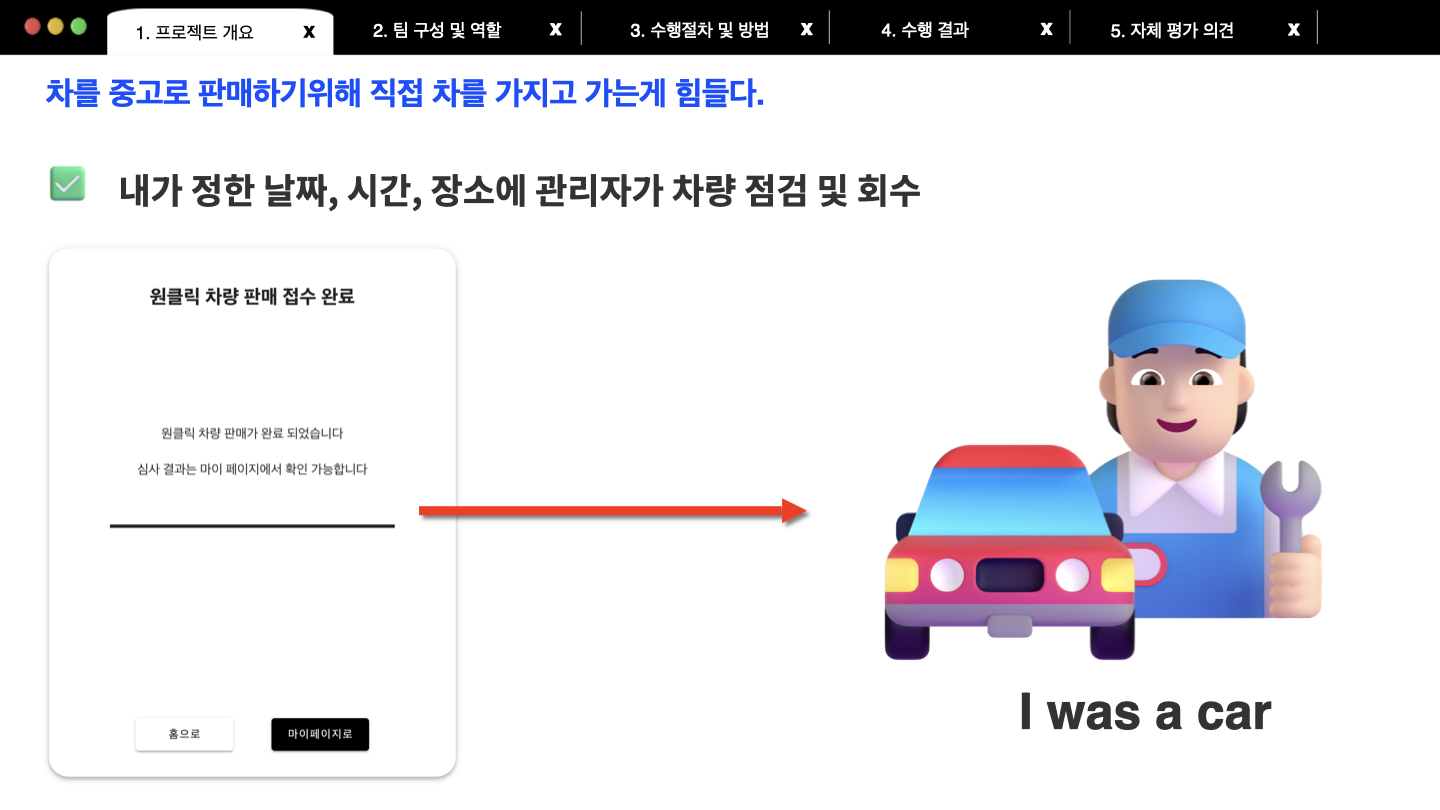 1. 프로젝트 개요 X 2. 팀 구성 및 역할 X 3. 수행절차 및 방법 X 4. 수행 결과 X 5. 자체 평가 의견 X
차를 중고로 판매하기위해 직접 차를 가지고 가는게 힘들다.
내가 정한 날짜, 시간, 장소에 관리자가 차량 점검 및 회수
원클릭 차량 판매 접수 완료
원클릭 차량 판매가 완료 되었습니다
심사 결과는 마이 페이지에서 확인 가능합니다
홈으로 마이페이지로
I was a car